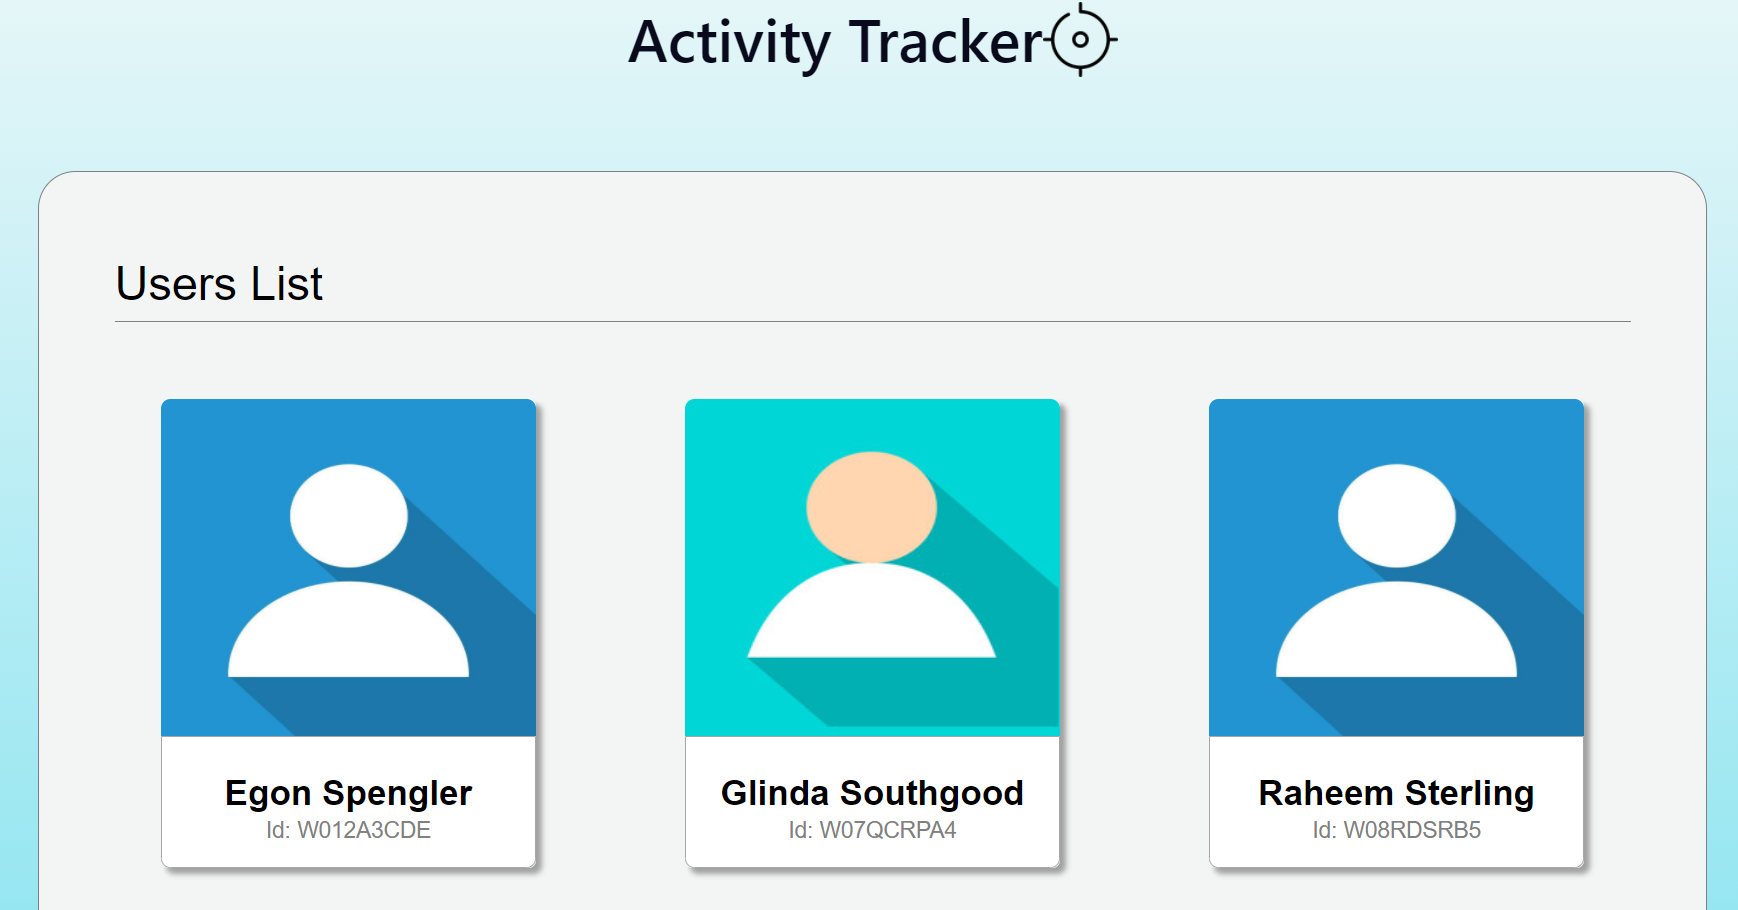 Activity Tracker
Users List
Egon Spengler
Id: W012A3CDE
Glinda Southgood
Id: W07QCRPA4
Raheem Sterling
Id: W08RDSRB5